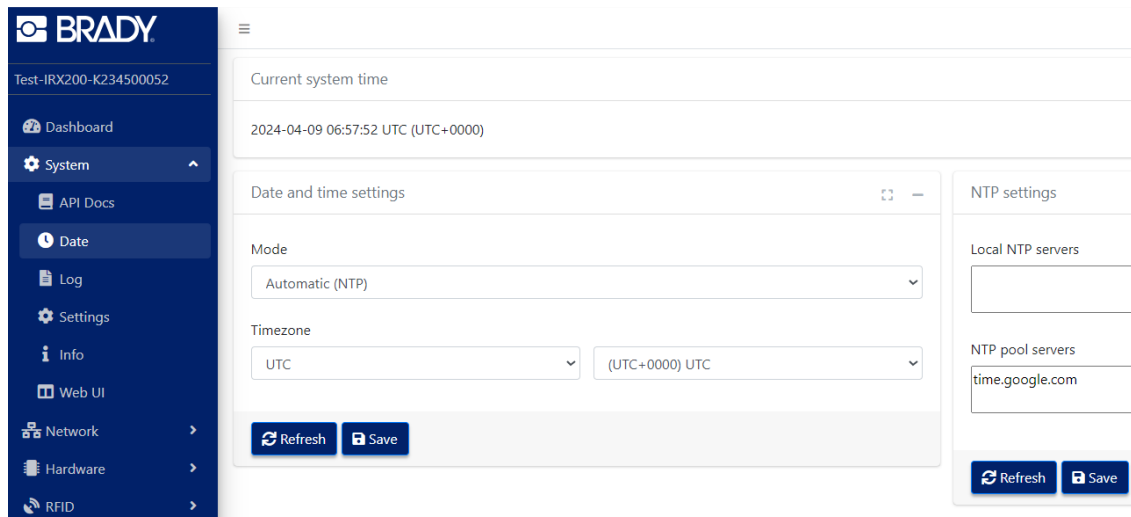 BRADY.
Test-IRX200-K234500052
Dashboard
System
API Docs
Date
Log
Settings
Info
Web UI
Network
Hardware
RFID
Current system time
2024-04-09 06:57:52 UTC (UTC+0000)
Date and time settings
Mode
Automatic (NTP)
Timezone
UTC
(UTC+0000) UTC
Refresh
Save
NTP settings
Local NTP servers
NTP pool servers
time.google.com
Refresh
Save